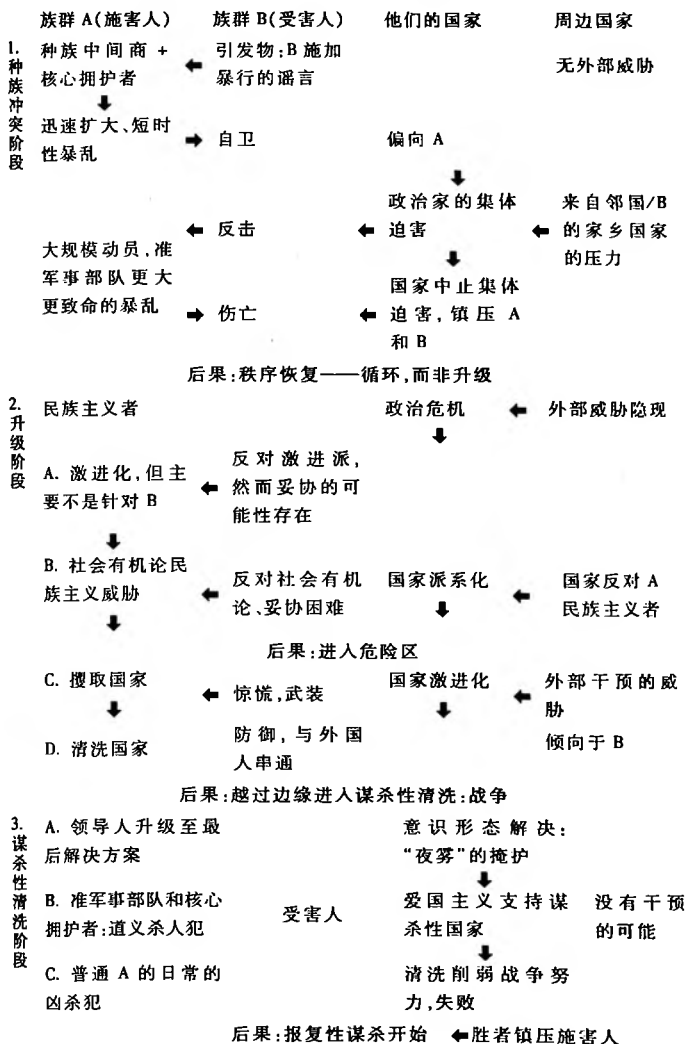 族群 A(施害人) 族群 B(受害人) 他们的国家 周边国家
1. 种族冲突阶段
种族中间商 + 引发物:B 施加
核心拥护者 暴行的谣言 无外部威胁
迅速扩大、短时
性暴乱 自卫 偏向 A
政治家的集体 来自邻国/B
反击 迫害 的家乡国家
大规模动员,准 的压力
军事部队更大 国家中止集体
更致命的暴乱 伤亡 迫害,镇压 A
和 B
后果:秩序恢复——循环,而非升级
2. 升级阶段
民族主义者 政治危机 外部威胁隐现
反对激进派,
A. 激进化,但主 然而妥协的可
要不是针对 B 能性存在
B. 社会有机论民 反对社会有机 国家派系化 国家反对 A
族主义威胁 论、妥协困难 民族主义者
后果:进入危险区
C. 攫取国家 惊慌,武装 国家激进化 外部干预的威
胁
防御,与外国 倾向于 B
D. 清洗国家 人串通
后果:越过边缘进入谋杀性清洗:战争
3. 谋杀性清洗阶段
A. 领导人升级至最 意识形态解决:
后解决方案 “夜雾”的掩护
B. 准军事部队和核心 受害人 爱国主义支持谋 没有干预
拥护者:道义杀人犯 杀性国家 的可能
C. 普通 A 的日常的 清洗削弱战争努
凶杀犯 力,失败
后果:报复性谋杀开始 胜者镇压施害人